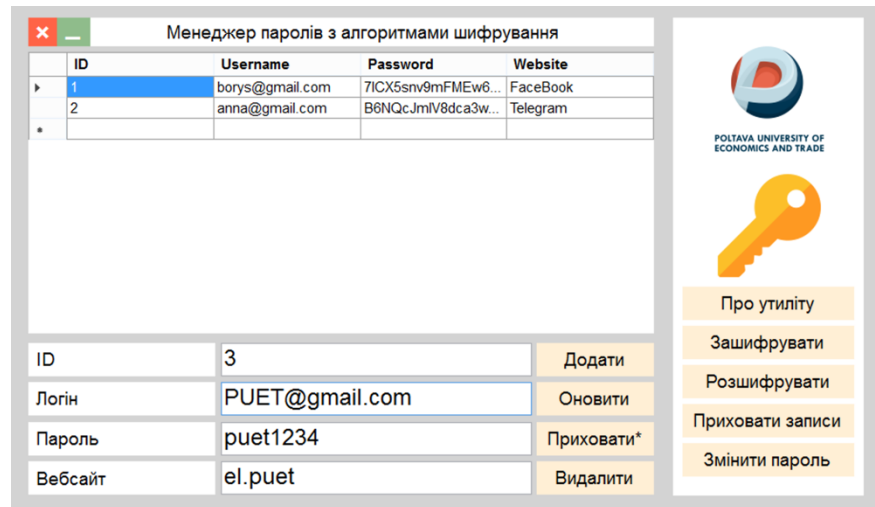 Менеджер паролів з алгоритмами шифрування
ID Username Password Website
1 borys@gmail.com 7ICX5snv9mFMEw6... FaceBook
2 anna@gmail.com B6NQcJmlV8dca3w... Telegram
ID 3 Додати
Логін PUET@gmail.com Оновити
Пароль puet1234 Приховати*
Вебсайт el.puet Видалити
POLTAVA UNIVERSITY OF
ECONOMICS AND TRADE
Про утиліту
Зашифрувати
Розшифрувати
Приховати записи
Змінити пароль